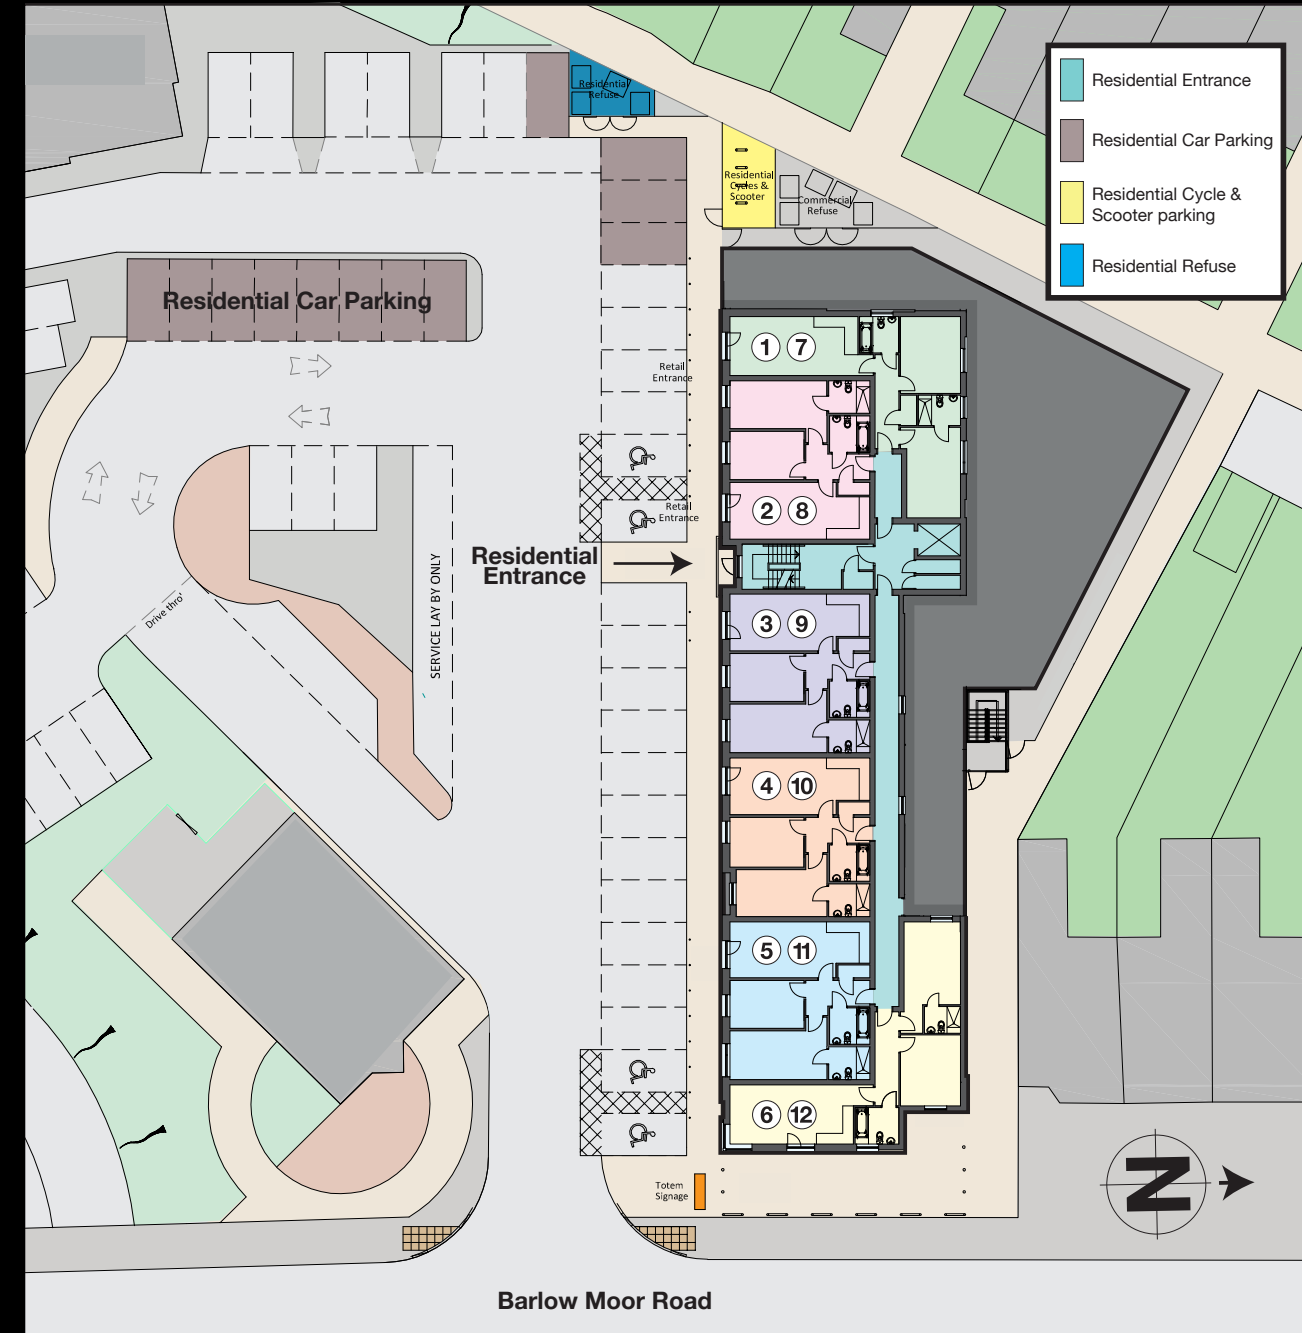 Residential
Refuse
Residential
Cycles &
Scooter
Commercial
Refuse
Residential Entrance
Residential Car Parking
Residential Cycle &
Scooter parking
Residential Refuse
Residential Car Parking
Retail
Entrance
1 7
2 8
Retail
Entrance
Residential
Entrance
SERVICE LAY BY ONLY
Drive thro'
3 9
4 10
5 11
6 12
Totem
Signage
N
Barlow Moor Road